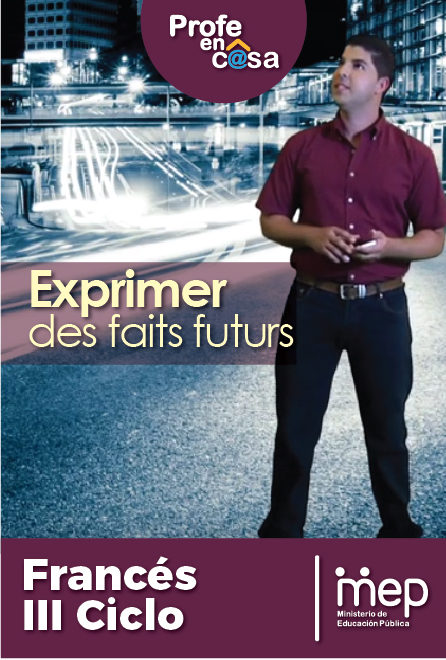 Profe
en
c@sa
Exprimer
des faits futurs
Francés
III Ciclo
mep
Ministerio de
Educación Pública